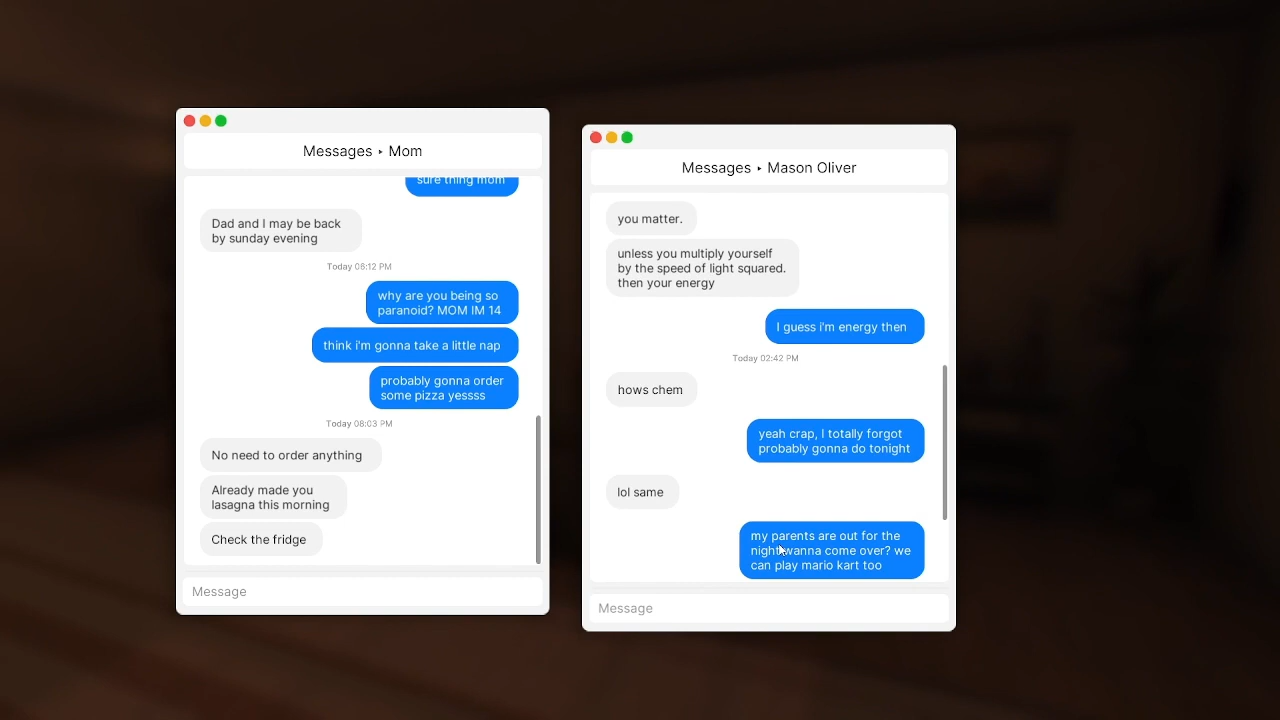 Messages ‣ Mom
sure thing mom
Dad and I may be back
by sunday evening
Today 06:12 PM
why are you being so
paranoid? MOM IM 14
think i'm gonna take a little nap
probably gonna order
some pizza yessss
Today 08:03 PM
No need to order anything
Already made you
lasagna this morning
Check the fridge
Message
Messages ‣ Mason Oliver
you matter.
unless you multiply yourself
by the speed of light squared.
then your energy
I guess i'm energy then
Today 02:42 PM
hows chem
yeah crap, I totally forgot
probably gonna do tonight
lol same
my parents are out for the
night wanna come over? we
can play mario kart too
Message